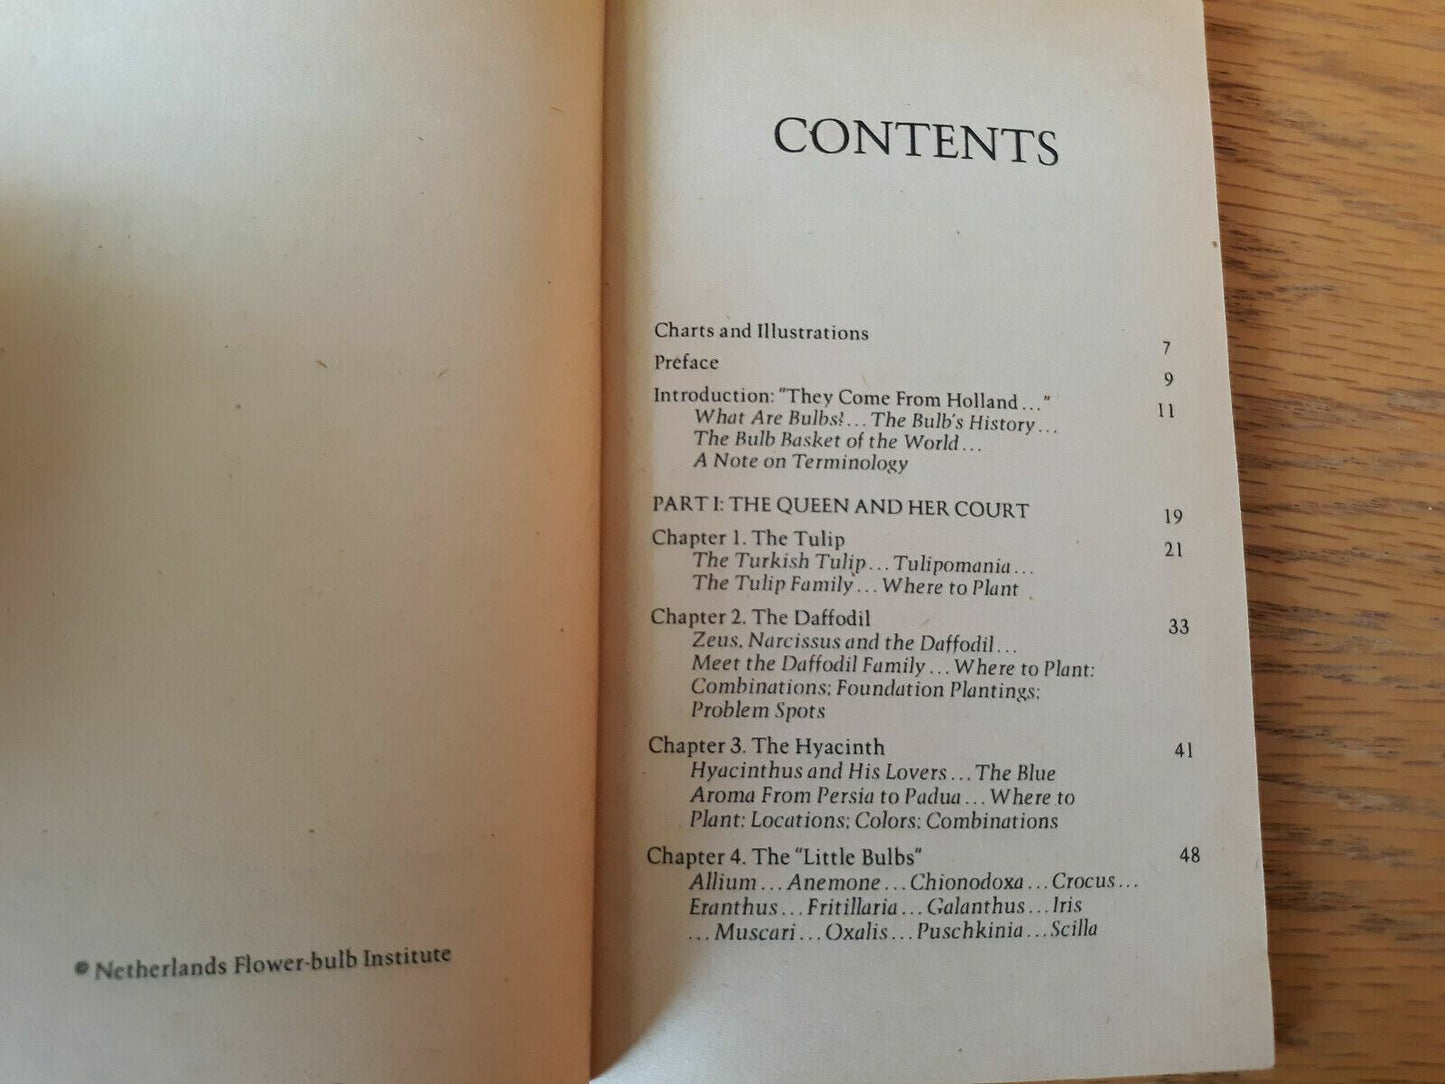 © Netherlands Flower-bulb Institute
CONTENTS
Charts and Illustrations 7
Preface 9
Introduction: "They Come From Holland..." 11
What Are Bulbs?... The Bulb's History...
The Bulb Basket of the World...
A Note on Terminology
PART I: THE QUEEN AND HER COURT 19
Chapter 1. The Tulip 21
The Turkish Tulip... Tulipomania...
The Tulip Family... Where to Plant
Chapter 2. The Daffodil 33
Zeus, Narcissus and the Daffodil...
Meet the Daffodil Family... Where to Plant:
Combinations; Foundation Plantings;
Problem Spots
Chapter 3. The Hyacinth 41
Hyacinthus and His Lovers... The Blue
Aroma From Persia to Padua... Where to
Plant: Locations; Colors; Combinations
Chapter 4. The "Little Bulbs" 48
Allium... Anemone... Chionodoxa... Crocus...
Eranthus... Fritillaria... Galanthus... Iris
... Muscari... Oxalis... Puschkinia... Scilla